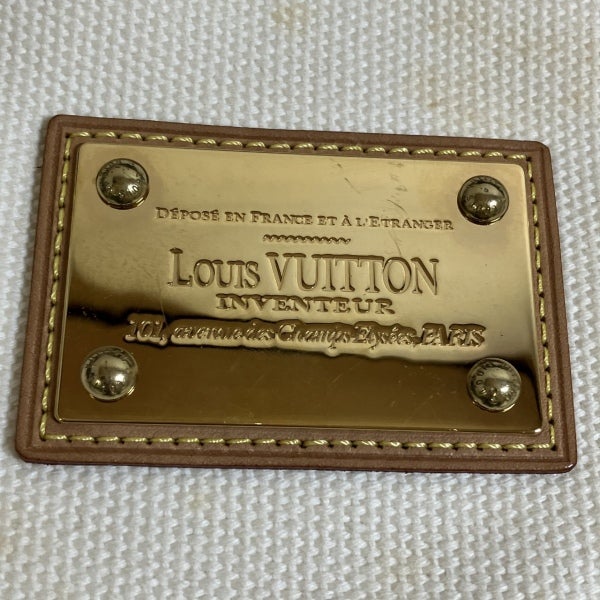 DÉPOSÉ EN FRANCE ET À L'ETRANGER
LOUIS VUITTON
INVENTEUR
101, avenue des Champs Elysées, PARIS